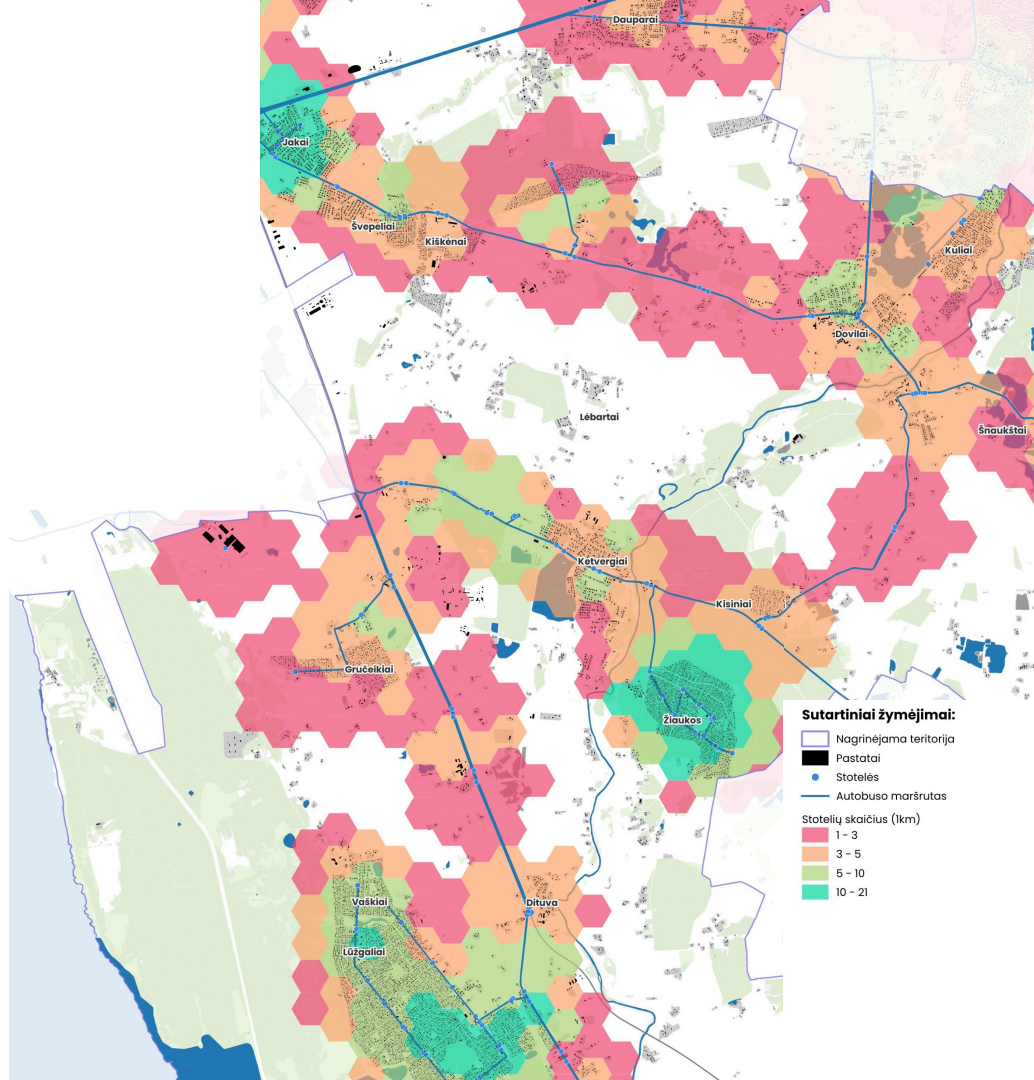 Dauparai
Jakai
Švepeliai
Kiškėnai
Kuliai
Dovilai
Lėbartai
Šnaukštai
Ketvergiai
Kisiniai
Gručeikiai
Žiaukos
Vaškiai
Dituva
Lūžgaliai
Sutartiniai žymėjimai:
Nagrinėjama teritorija
Pastatai
Stotelės
Autobuso maršrutas
Stotelių skaičius (1km)
1 - 3
3 - 5
5 - 10
10 - 21